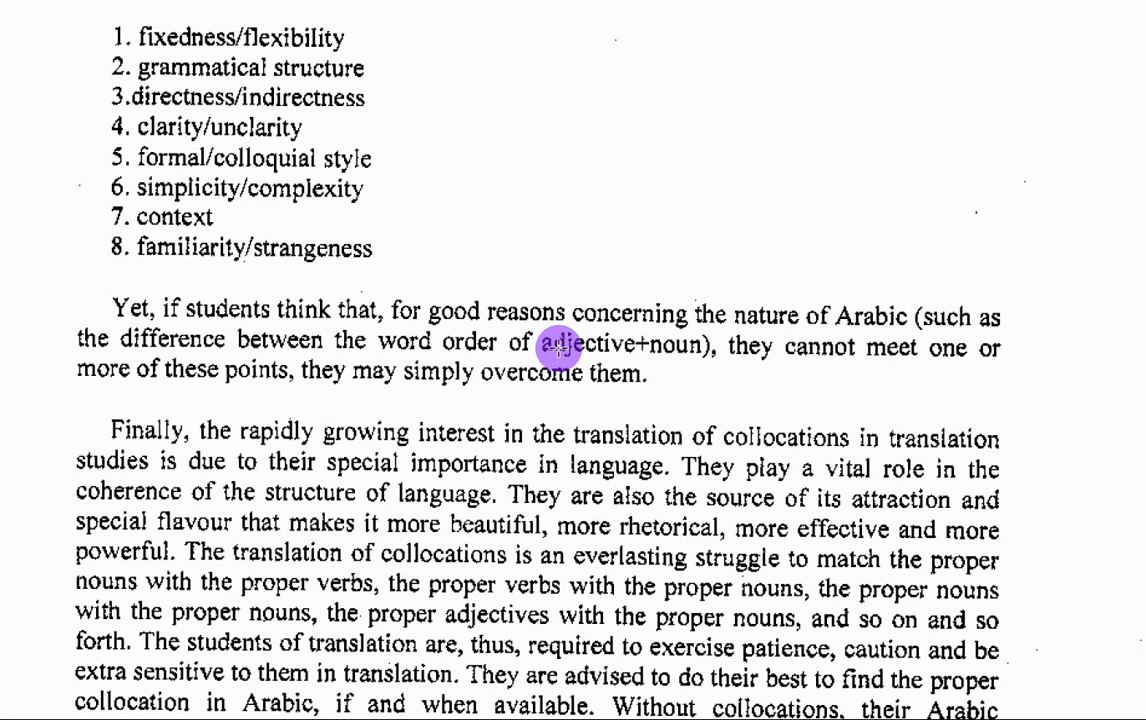 1. fixedness/flexibility
2. grammatical structure
3.directness/indirectness
4. clarity/unclarity
5. formal/colloquial style
6. simplicity/complexity
7. context
8. familiarity/strangeness
Yet, if students think that, for good reasons concerning the nature of Arabic (such as
the difference between the word order of adjective+noun), they cannot meet one or
more of these points, they may simply overcome them.
Finally, the rapidly growing interest in the translation of collocations in translation
studies is due to their special importance in language. They play a vital role in the
coherence of the structure of language. They are also the source of its attraction and
special flavour that makes it more beautiful, more rhetorical, more effective and more
powerful. The translation of collocations is an everlasting struggle to match the proper
nouns with the proper verbs, the proper verbs with the proper nouns, the proper nouns
with the proper nouns, the proper adjectives with the proper nouns, and so on and so
forth. The students of translation are, thus, required to exercise patience, caution and be
extra sensitive to them in translation. They are advised to do their best to find the proper
collocation in Arabic, if and when available. Without collocations, their Arabic